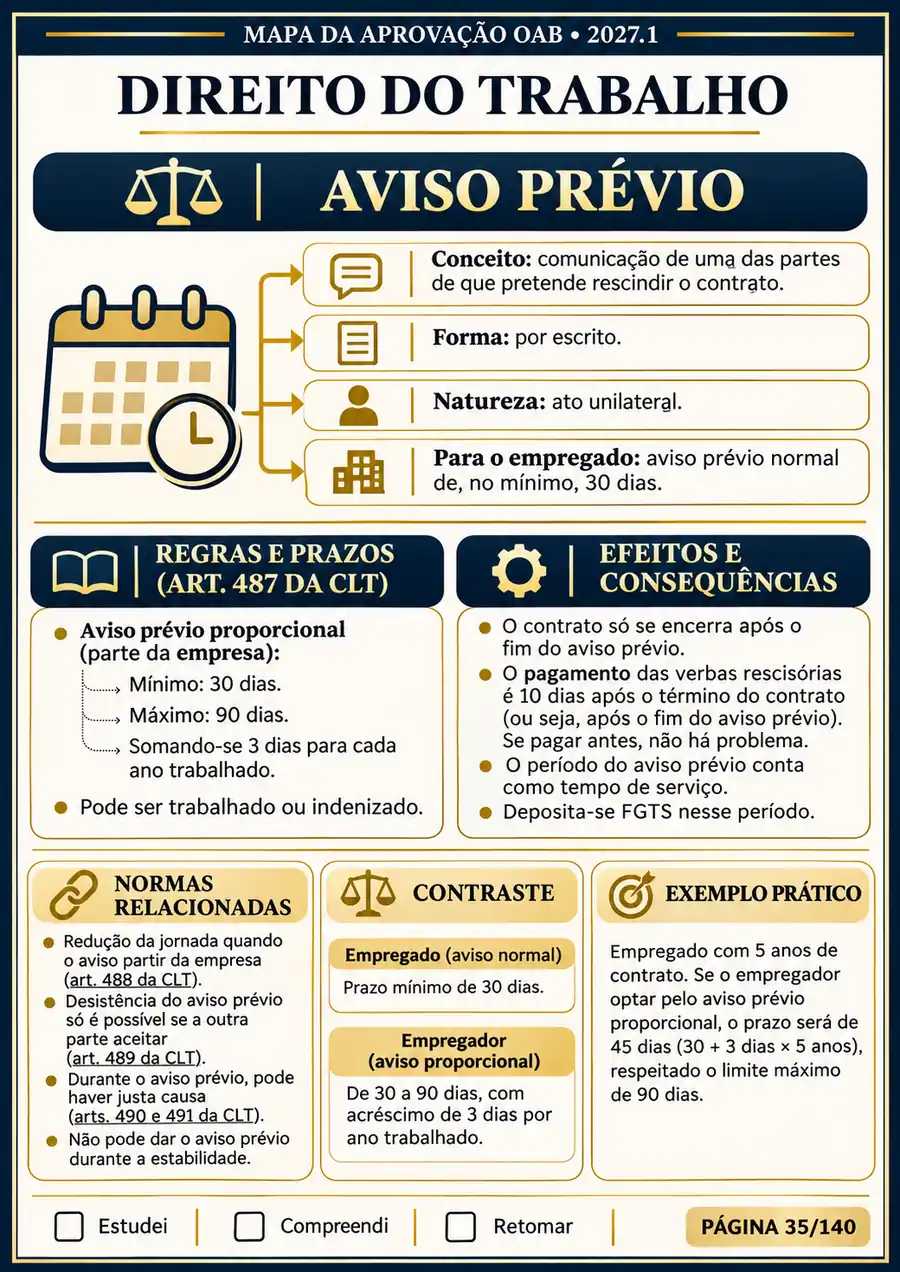 MAPA DA APROVAÇÃO OAB • 2027.1
DIREITO DO TRABALHO
AVISO PRÉVIO
Conceito: comunicação de uma das partes
de que pretende rescindir o contrato.
Forma: por escrito.
Natureza: ato unilateral.
Para o empregado: aviso prévio normal
de, no mínimo, 30 dias.
REGRAS E PRAZOS
(ART. 487 DA CLT)
Aviso prévio proporcional
(parte da empresa):
Mínimo: 30 dias.
Máximo: 90 dias.
Somando-se 3 dias para cada
ano trabalhado.
Pode ser trabalhado ou indenizado.
EFEITOS E
CONSEQUÊNCIAS
O contrato só se encerra após o
fim do aviso prévio.
O pagamento das verbas rescisórias
é 10 dias após o término do contrato
(ou seja, após o fim do aviso prévio).
Se pagar antes, não há problema.
O período do aviso prévio conta
como tempo de serviço.
Deposita-se FGTS nesse período.
NORMAS
RELACIONADAS
Redução da jornada quando
o aviso partir da empresa
(art. 488 da CLT).
Desistência do aviso prévio
só é possível se a outra
parte aceitar
(art. 489 da CLT).
Durante o aviso prévio, pode
haver justa causa
(arts. 490 e 491 da CLT).
Não pode dar o aviso prévio
durante a estabilidade.
CONTRASTE
Empregado (aviso normal)
Prazo mínimo de 30 dias.
Empregador
(aviso proporcional)
De 30 a 90 dias, com
acréscimo de 3 dias por
ano trabalhado.
EXEMPLO PRÁTICO
Empregado com 5 anos de
contrato. Se o empregador
optar pelo aviso prévio
proporcional, o prazo será de
45 dias (30 + 3 dias × 5 anos),
respeitado o limite máximo
de 90 dias.
Estudei
Compreendi
Retomar
PÁGINA 35/140